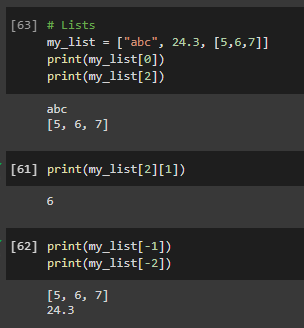 [63] # Lists
my_list = ["abc", 24.3, [5,6,7]]
print(my_list[0])
print(my_list[2])
abc
[5, 6, 7]
[61] print(my_list[2][1])
6
[62] print(my_list[-1])
print(my_list[-2])
[5, 6, 7]
24.3